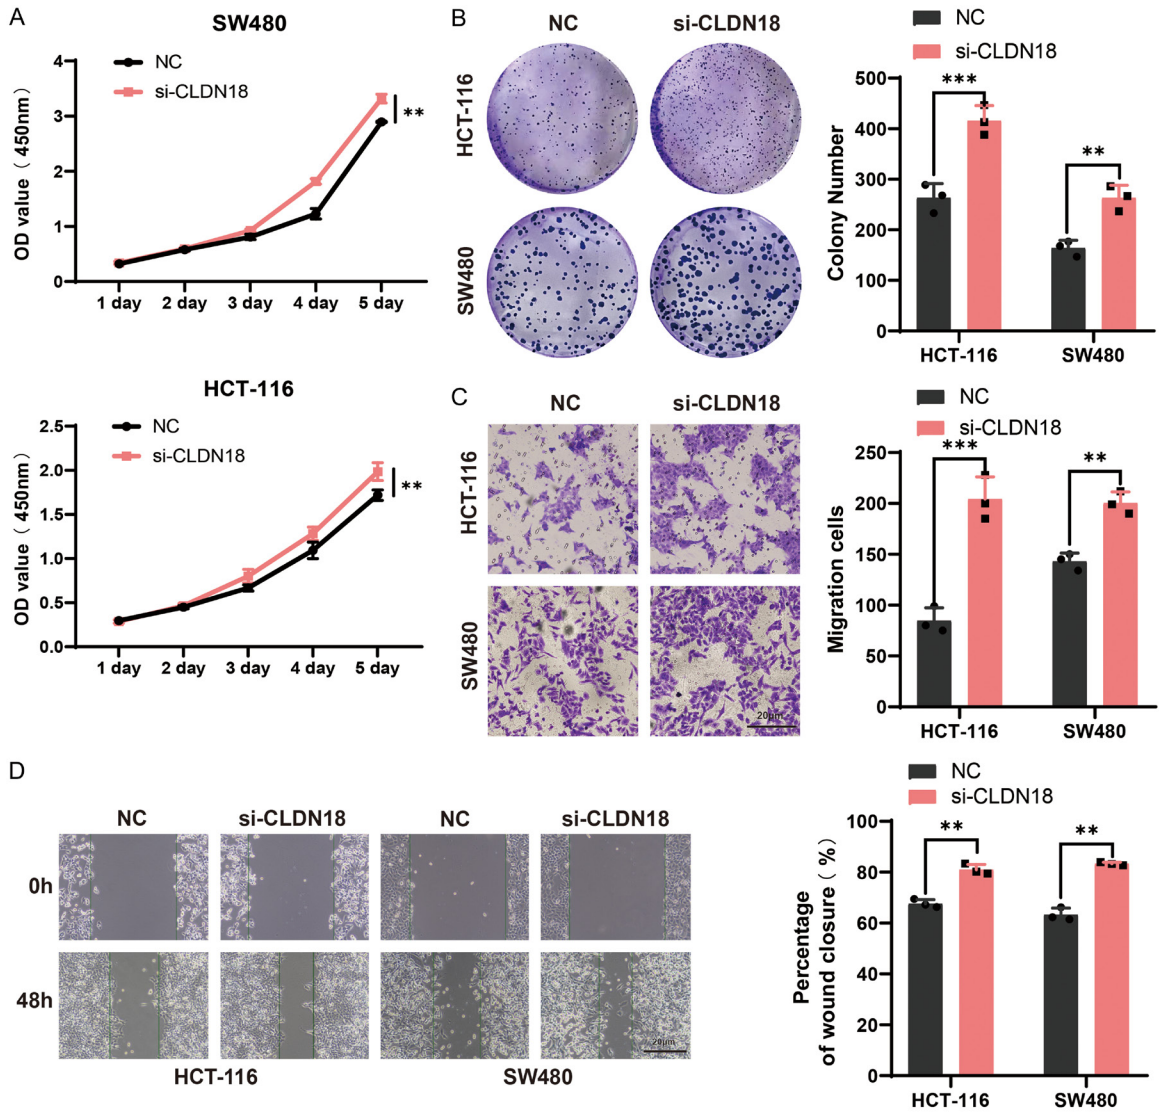 A
SW480
NC
si-CLDN18
OD value ( 450nm)
4
3
2
1
0
**
1 day 2 day 3 day 4 day 5 day
HCT-116
NC
si-CLDN18
OD value ( 450nm)
2.5
2.0
1.5
1.0
0.5
0.0
**
1 day 2 day 3 day 4 day 5 day
B
NC si-CLDN18
HCT-116
SW480
NC
si-CLDN18
Colony Number
500
400
300
200
100
0
***
**
HCT-116 SW480
C
NC si-CLDN18
HCT-116
SW480
20μm
NC
si-CLDN18
Migration cells
250
200
150
100
50
0
***
**
HCT-116 SW480
D
NC si-CLDN18 NC si-CLDN18
0h
48h
20μm
HCT-116 SW480
NC
si-CLDN18
Percentage
of wound closure ( %)
100
80
60
40
20
0
**
**
HCT-116 SW480